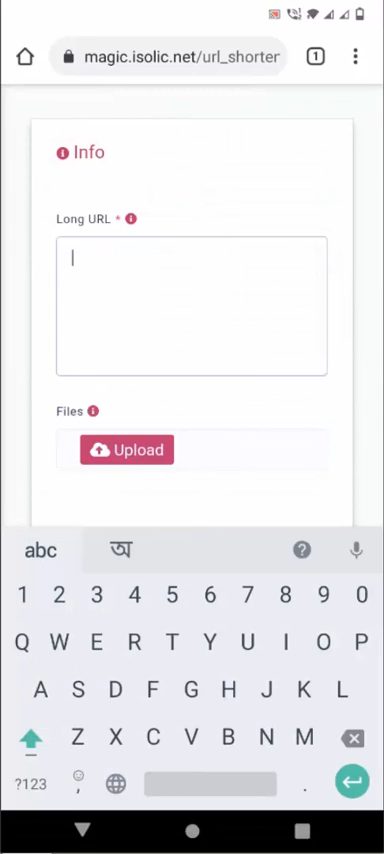 magic.isolic.net/url_shorter
1
Info
Long URL *
Files
Upload
abc অ
1 2 3 4 5 6 7 8 9 0
Q W E R T Y U I O P
A S D F G H J K L
Z X C V B N M
?123 , .